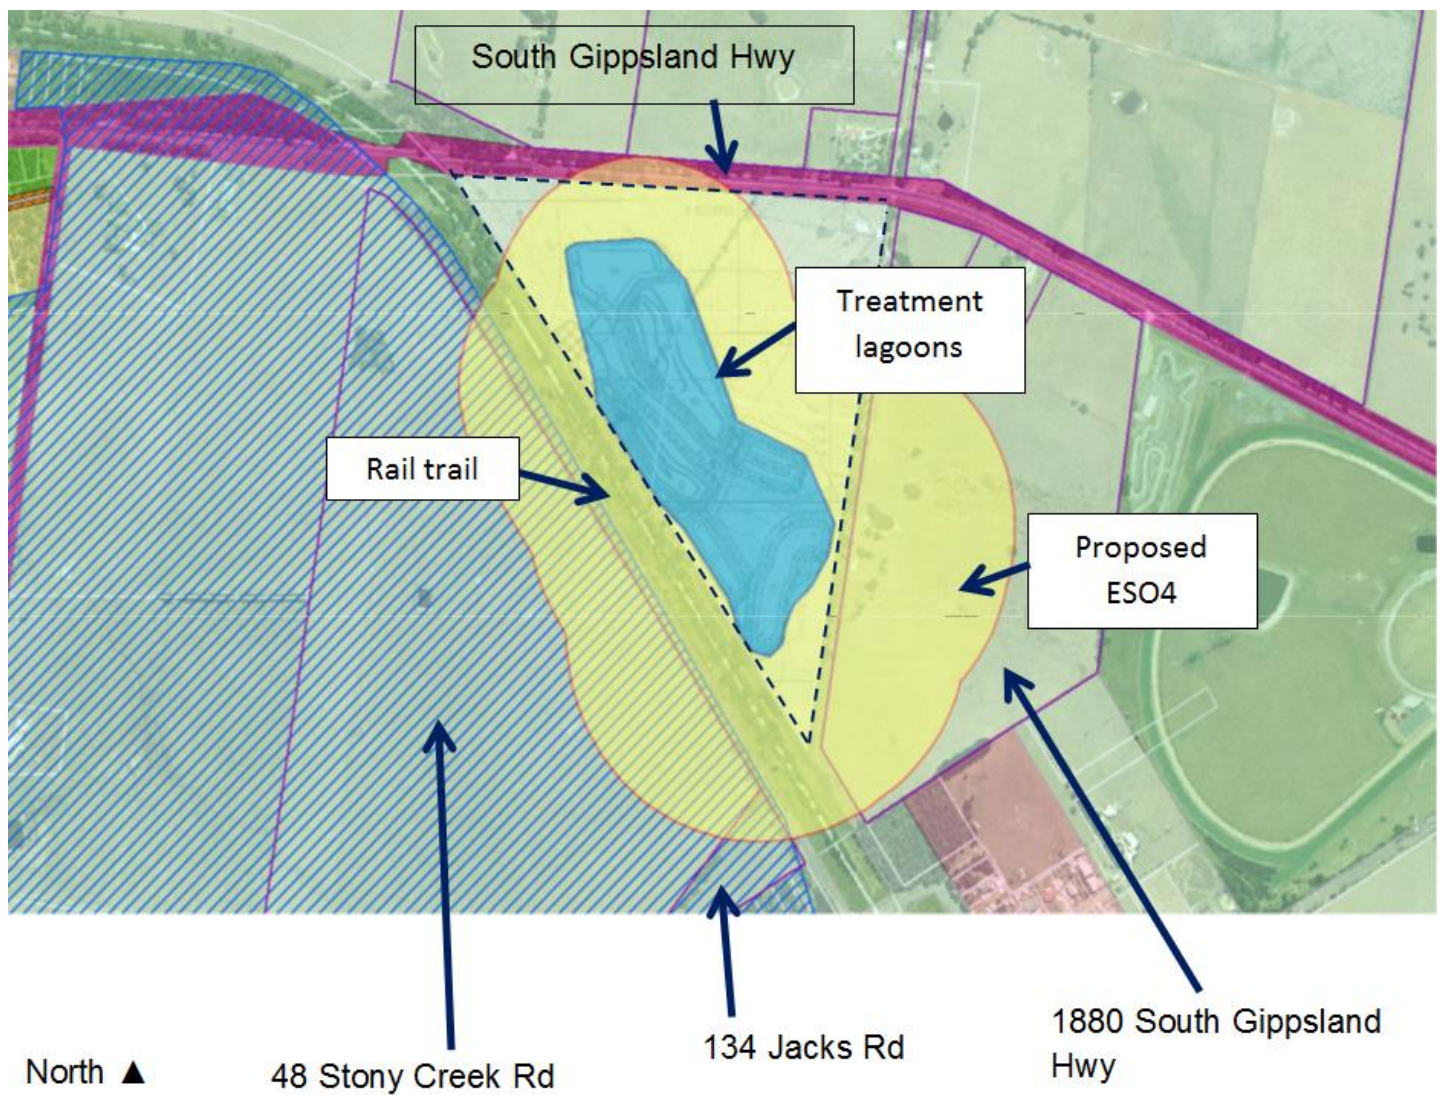 South Gippsland Hwy
Treatment
lagoons
Rail trail
Proposed
ESO4
1880 South Gippsland
Hwy
134 Jacks Rd
48 Stony Creek Rd
North ▲